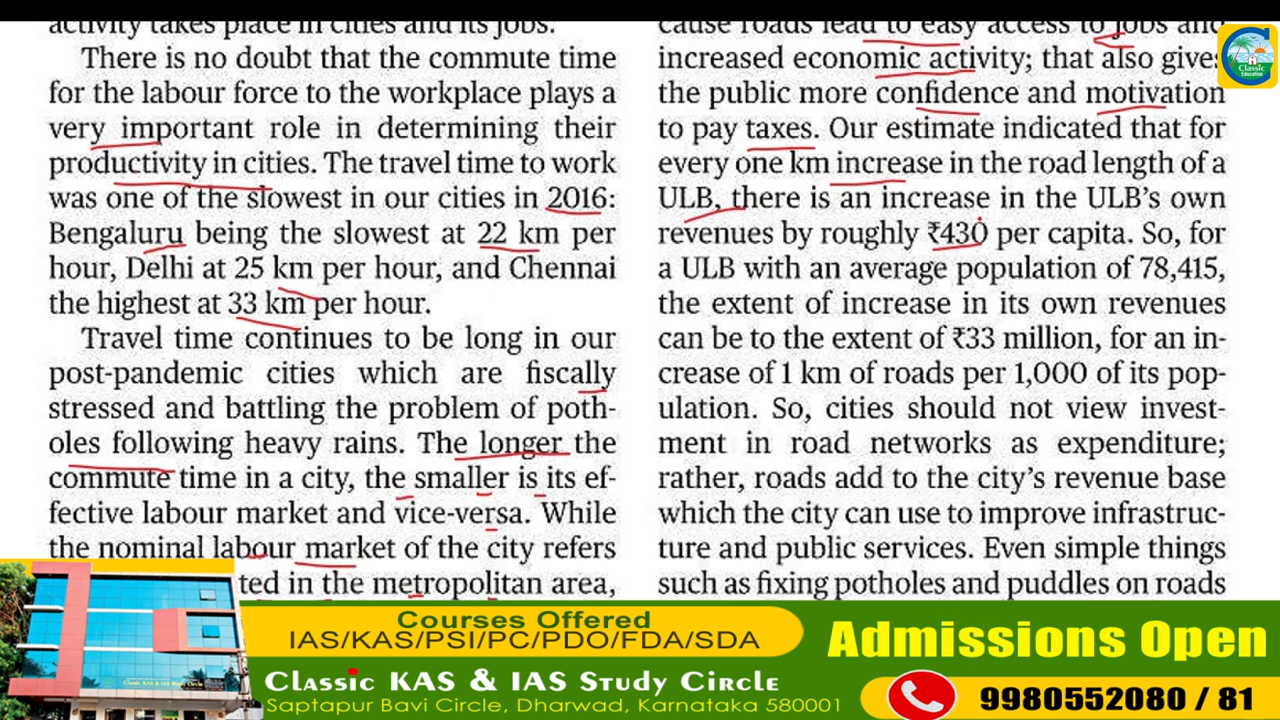 activity takes place in cities and its jobs.
There is no doubt that the commute time
for the labour force to the workplace plays a
very important role in determining their
productivity in cities. The travel time to work
was one of the slowest in our cities in 2016:
Bengaluru being the slowest at 22 km per
hour, Delhi at 25 km per hour, and Chennai
the highest at 33 km per hour.
Travel time continues to be long in our
post-pandemic cities which are fiscally
stressed and battling the problem of poth-
oles following heavy rains. The longer the
commute time in a city, the smaller is its ef-
fective labour market and vice-versa. While
the nominal labour market of the city refers
ted in the metropolitan area,
cause roads lead to easy access to jobs and
increased economic activity; that also gives
the public more confidence and motivation
to pay taxes. Our estimate indicated that for
every one km increase in the road length of a
ULB, there is an increase in the ULB's own
revenues by roughly ₹430 per capita. So, for
a ULB with an average population of 78,415,
the extent of increase in its own revenues
can be to the extent of ₹33 million, for an in-
crease of 1 km of roads per 1,000 of its pop-
ulation. So, cities should not view invest-
ment in road networks as expenditure;
rather, roads add to the city's revenue base
which the city can use to improve infrastruc-
ture and public services. Even simple things
such as fixing potholes and puddles on roads
Classic
Education
Courses Offered
IAS/KAS/PSI/PC/PDO/FDA/SDA
Classic KAS & IAS Study Circle
Saptapur Bavi Circle, Dharwad, Karnataka 580001
Admissions Open
9980552080 / 81
Classic KAS & IAS Study Circle